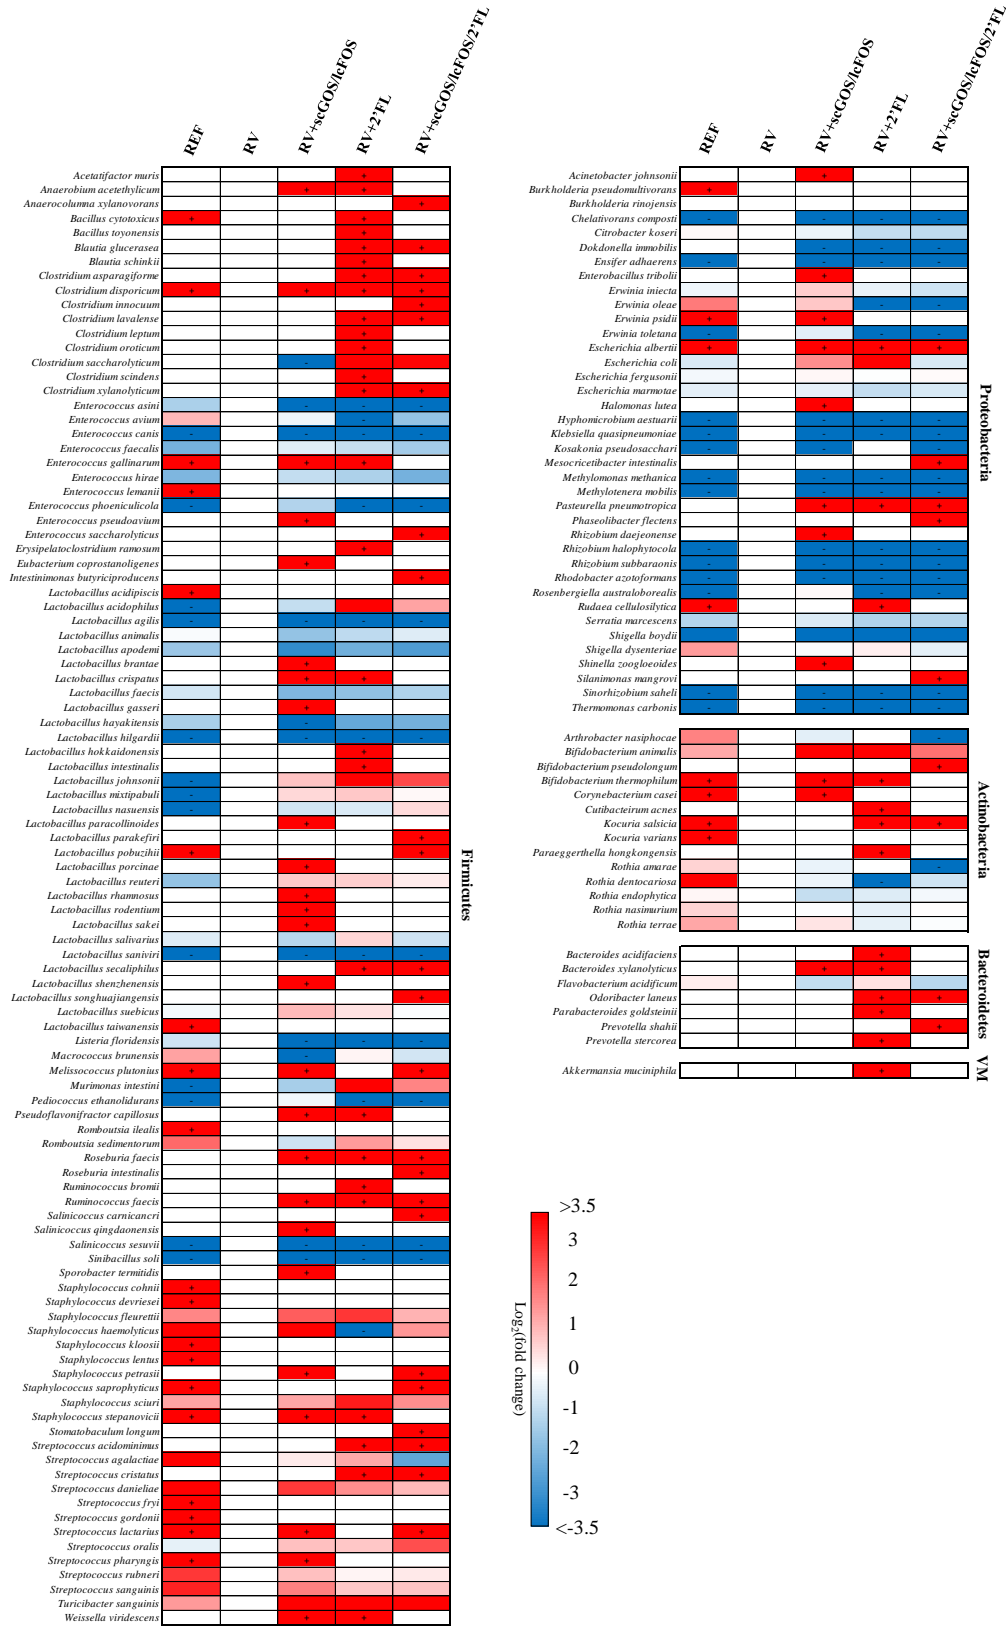 REF RV RV+scGOS/lcFOS RV+2'FL RV+scGOS/lcFOS/2'FL
Acetatifactor muris +
Anaerobium acetethylicum + +
Anaerocolumna xylanovorans +
Bacillus cytotoxicus + +
Bacillus toyonensis +
Blautia glucerasea + +
Blautia schinkii +
Clostridium asparagiforme + +
Clostridium disporicum + + + +
Clostridium innocuum +
Clostridium lavalense + +
Clostridium leptum +
Clostridium oroticum +
Clostridium saccharolyticum -
Clostridium scindens +
Clostridium xylanolyticum + +
Enterococcus asini - - -
Enterococcus avium -
Enterococcus canis - - - -
Enterococcus faecalis
Enterococcus gallinarum + + +
Enterococcus hirae
Enterococcus lemanii +
Enterococcus phoeniculicola - - -
Enterococcus pseudoavium +
Enterococcus saccharolyticus +
Erysipelatoclostridium ramosum +
Eubacterium coprostanoligenes +
Intestinimonas butyriciproducens +
Lactobacillus acidipiscis +
Lactobacillus acidophilus -
Lactobacillus agilis - - - -
Lactobacillus animalis
Lactobacillus apodemi
Lactobacillus brantae +
Lactobacillus crispatus + +
Lactobacillus faecis
Lactobacillus gasseri +
Lactobacillus hayakitensis -
Lactobacillus hilgardii - - - -
Lactobacillus hokkaidonensis +
Lactobacillus intestinalis +
Lactobacillus johnsonii -
Lactobacillus mixtipabuli -
Lactobacillus nasuensis -
Lactobacillus paracollinoides +
Lactobacillus parakefiri +
Lactobacillus pobuzihii + +
Lactobacillus porcinae +
Lactobacillus reuteri
Lactobacillus rhamnosus +
Lactobacillus rodentium +
Lactobacillus sakei +
Lactobacillus salivarius
Lactobacillus saniviri - - - -
Lactobacillus secaliphilus + +
Lactobacillus shenzhenensis +
Lactobacillus songhuajiangensis +
Lactobacillus suebicus
Lactobacillus taiwanensis +
Listeria floridensis - - -
Macrococcus brunensis -
Melissococcus plutonius + + +
Murimonas intestini -
Pediococcus ethanolidurans - - -
Pseudoflavonifractor capillosus + +
Romboutsia ilealis +
Romboutsia sedimentorum
Roseburia faecis + + +
Roseburia intestinalis +
Ruminococcus bromii +
Ruminococcus faecis + + +
Salinicoccus carnicancri +
Salinicoccus qingdaonensis +
Salinicoccus sesuvii - - - -
Sinibacillus soli - - - -
Sporobacter termitidis +
Staphylococcus cohnii +
Staphylococcus devriesei +
Staphylococcus fleurettii
Staphylococcus haemolyticus -
Staphylococcus kloosii +
Staphylococcus lentus +
Staphylococcus petrasii + +
Staphylococcus saprophyticus + +
Staphylococcus sciuri
Staphylococcus stepanovicii + + +
Stomatobaculum longum +
Streptococcus acidominimus + +
Streptococcus agalactiae
Streptococcus cristatus + +
Streptococcus danieliae
Streptococcus fryi +
Streptococcus gordonii +
Streptococcus lactarius + + +
Streptococcus oralis
Streptococcus pharyngis + +
Streptococcus rubneri
Streptococcus sanguinis
Turicibacter sanguinis
Weissella viridescens + +
Firmicutes
REF RV RV+scGOS/lcFOS RV+2'FL RV+scGOS/lcFOS/2'FL
Acinetobacter johnsonii +
Burkholderia pseudomultivorans +
Burkholderia rinojensis
Chelativorans composti - - - -
Citrobacter koseri
Dokdonella immobilis - - -
Ensifer adhaerens - - - -
Enterobacillus tribolii +
Erwinia iniecta
Erwinia oleae - -
Erwinia psidii + +
Erwinia toletana - - -
Escherichia albertii + + + +
Escherichia coli
Escherichia fergusonii
Escherichia marmotae
Halomonas lutea +
Hyphomicrobium aestuarii - - - -
Klebsiella quasipneumoniae - - - -
Kosakonia pseudosacchari - - -
Mesocricetibacter intestinalis +
Methylomonas methanica - - - -
Methylotenera mobilis - - - -
Pasteurella pneumotropica + + +
Phaseolibacter flectens +
Rhizobium daejeonense +
Rhizobium halophytocola - - - -
Rhizobium subbaraonis - - - -
Rhodobacter azotoformans - - - -
Rosenbergiella australoborealis - - -
Rudaea cellulosilytica + +
Serratia marcescens
Shigella boydii
Shigella dysenteriae
Shinella zoogloeoides +
Silanimonas mangrovi +
Sinorhizobium saheli - - - -
Thermomonas carbonis - - - -
Proteobacteria
Arthrobacter nasiphocae -
Bifidobacterium animalis
Bifidobacterium pseudolongum +
Bifidobacterium thermophilum + + +
Corynebacterium casei + +
Cutibacteirum acnes +
Kocuria salsicia + + +
Kocuria varians +
Paraeggerthella hongkongensis +
Rothia amarae -
Rothia dentocariosa -
Rothia endophytica
Rothia nasimurium
Rothia terrae
Actinobacteria
Bacteroides acidifaciens +
Bacteroides xylanolyticus + +
Flavobacterium acidificum
Odoribacter laneus + +
Parabacteroides goldsteinii +
Prevotella shahii +
Prevotella stercorea +
Bacteroidetes
Akkermansia muciniphila +
VM
>3.5
3
2
1
0
-1
-2
-3
<-3.5
Log2(fold change)